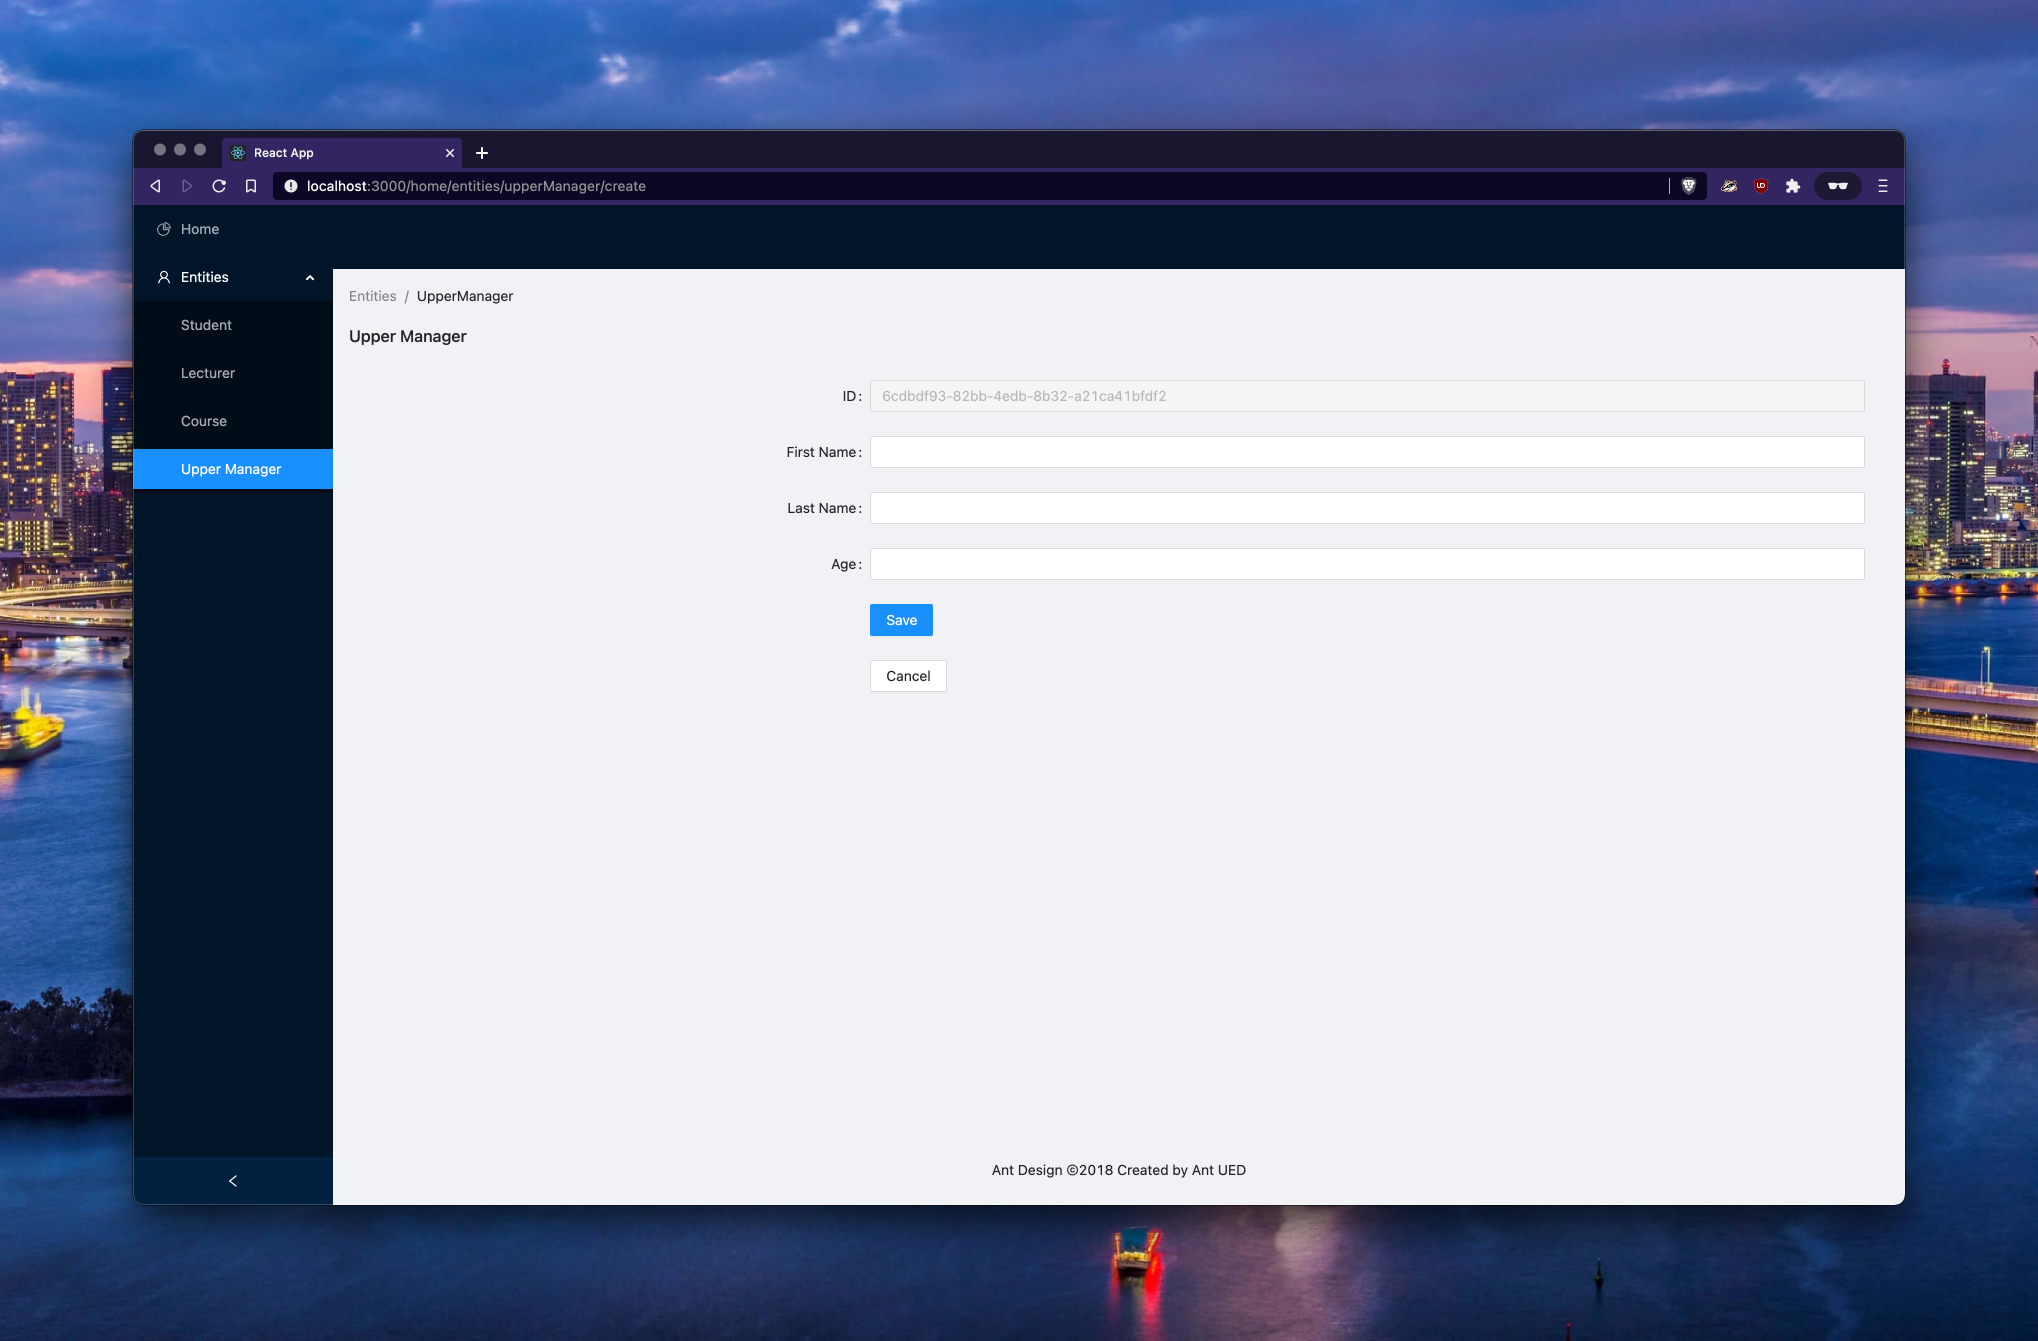 React App
localhost:3000/home/entities/upperManager/create
Home
Entities
Student
Lecturer
Course
Upper Manager
Entities / UpperManager
Upper Manager
ID: 6cdbdf93-82bb-4edb-8b32-a21ca41bfdf2
First Name:
Last Name:
Age:
Save
Cancel
Ant Design ©2018 Created by Ant UED